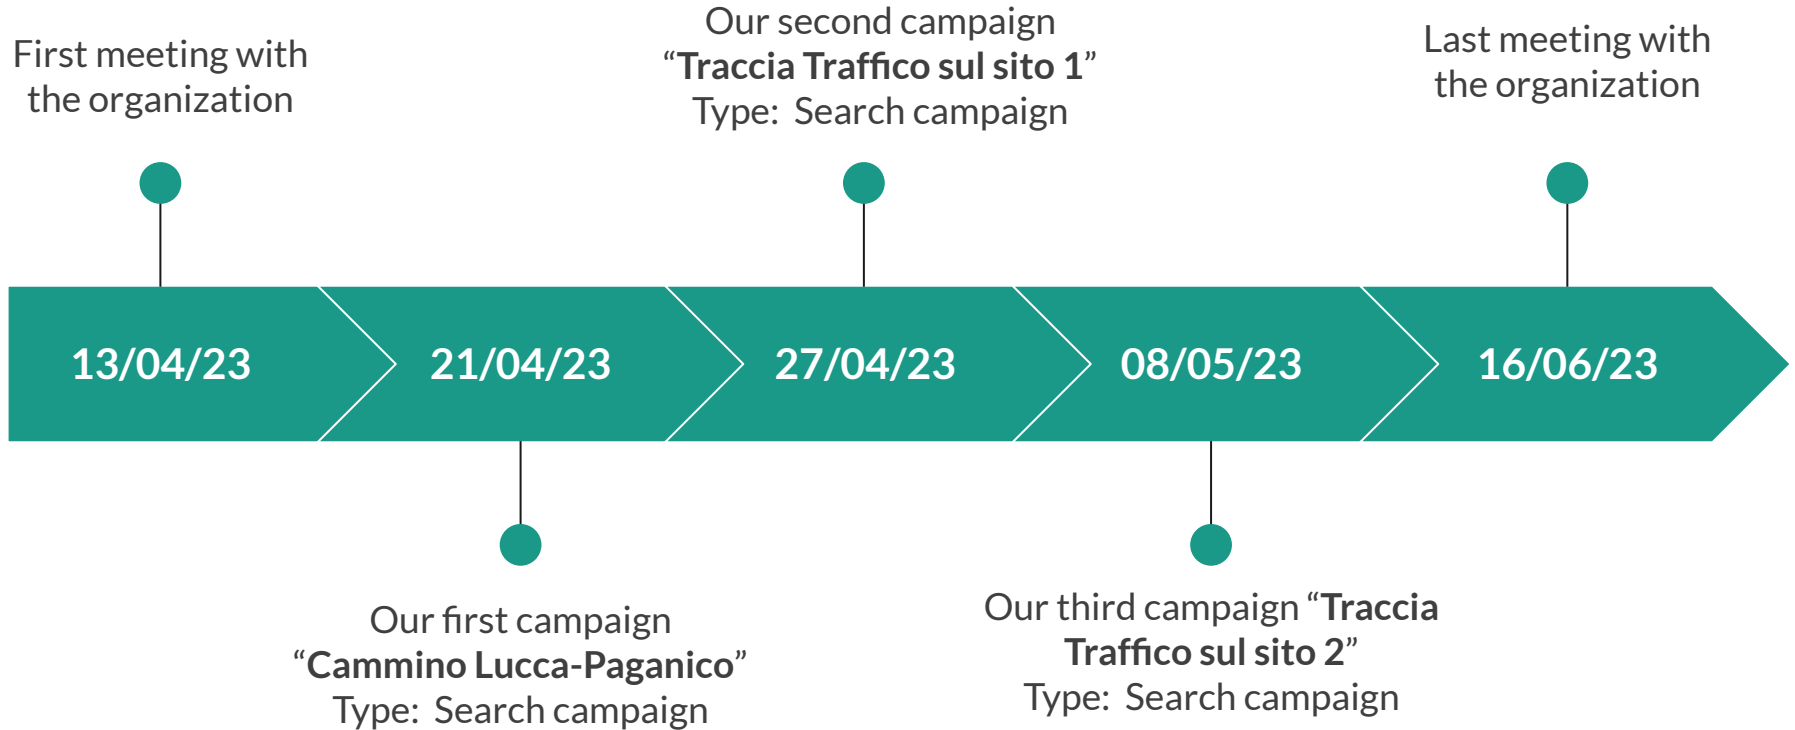 First meeting with
the organization
Our second campaign
“Traccia Traffico sul sito 1”
Type:  Search campaign
Last meeting with
the organization
13/04/23
21/04/23
27/04/23
08/05/23
16/06/23
Our first campaign
“Cammino Lucca-Paganico”
Type:  Search campaign
Our third campaign “Traccia
Traffico sul sito 2”
Type:  Search campaign